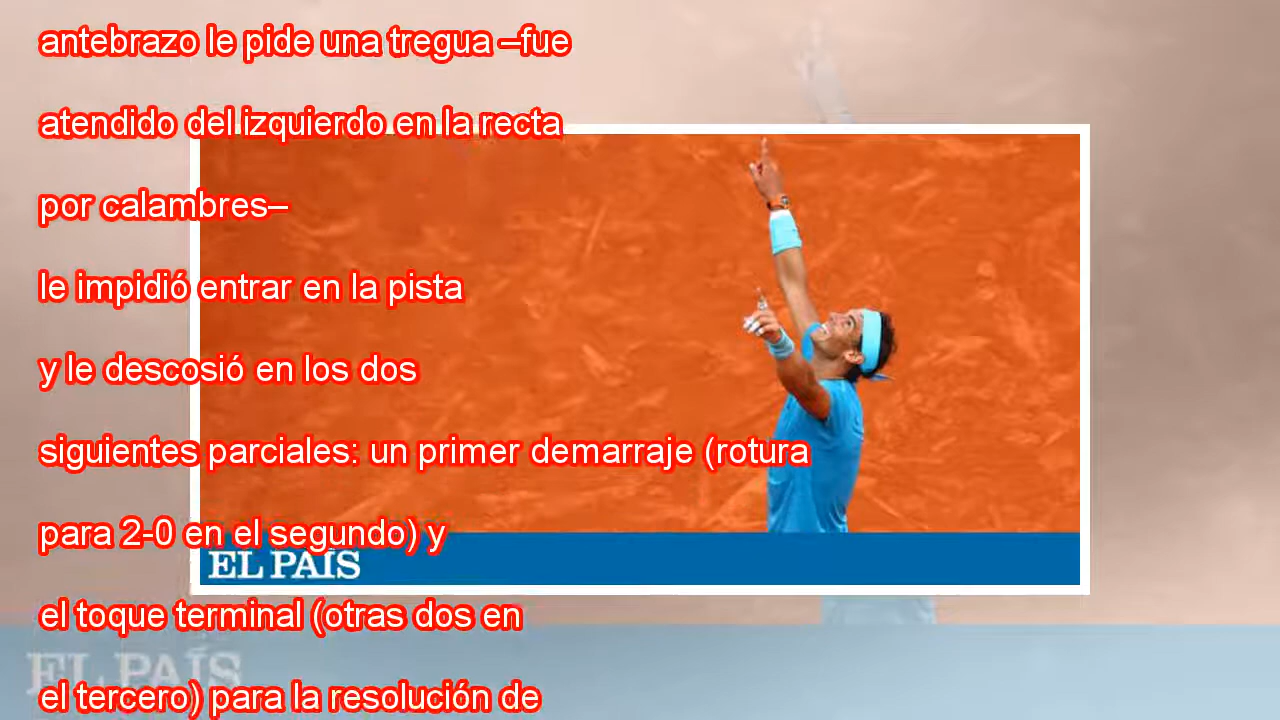 antebrazo le pide una tregua –fue
atendido del izquierdo en la recta
por calambres–
le impidió entrar en la pista
y le descosió en los dos
siguientes parciales: un primer demarraje (rotura
para 2-0 en el segundo) y
EL PAÍS
el toque terminal (otras dos en
EL PAÍS
el tercero) para la resolución de